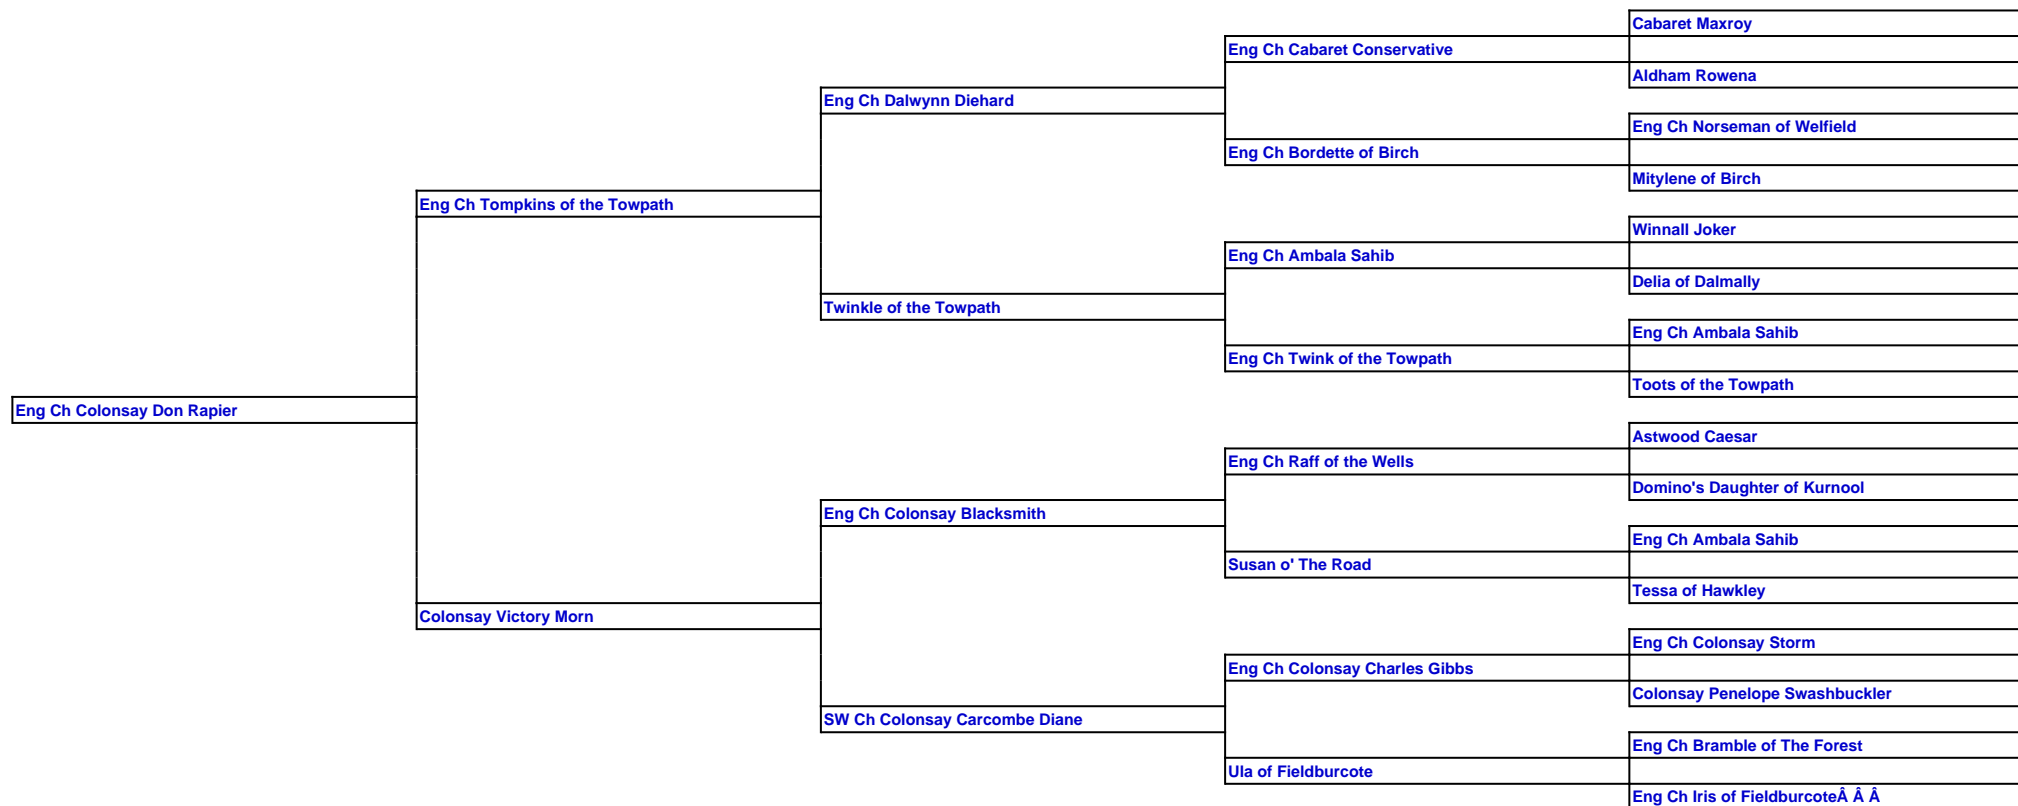 Cabaret Maxroy
Eng Ch Cabaret Conservative
Aldham Rowena
Eng Ch Dalwynn Diehard
Eng Ch Norseman of Welfield
Eng Ch Bordette of Birch
Mitylene of Birch
Eng Ch Tompkins of the Towpath
Winnall Joker
Eng Ch Ambala Sahib
Delia of Dalmally
Twinkle of the Towpath
Eng Ch Ambala Sahib
Eng Ch Twink of the Towpath
Toots of the Towpath
Eng Ch Colonsay Don Rapier
Astwood Caesar
Eng Ch Raff of the Wells
Domino's Daughter of Kurnool
Eng Ch Colonsay Blacksmith
Eng Ch Ambala Sahib
Susan o' The Road
Tessa of Hawkley
Colonsay Victory Morn
Eng Ch Colonsay Storm
Eng Ch Colonsay Charles Gibbs
Colonsay Penelope Swashbuckler
SW Ch Colonsay Carcombe Diane
Eng Ch Bramble of The Forest
Ula of Fieldburcote
Eng Ch Iris of FieldburcoteÂ Â Â